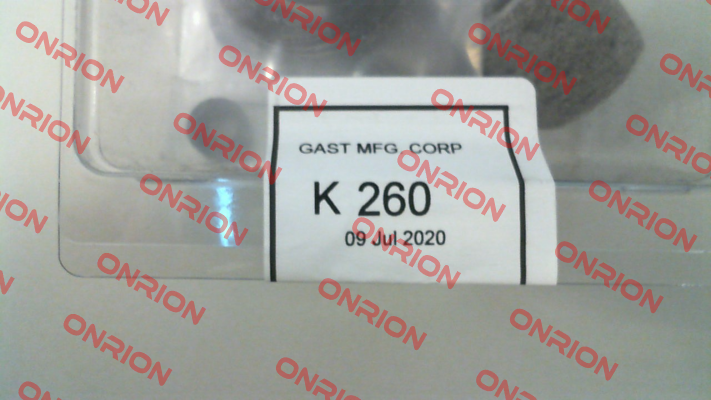 GAST MFG CORP
K 260
09 Jul 2020
ONRION